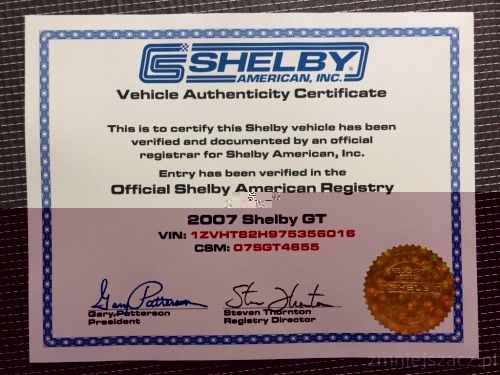 SHELBY
AMERICAN, INC.
Vehicle Authenticity Certificate
This is to certify this Shelby vehicle has been
verified and documented by an official
registrar for Shelby American, Inc.
Entry has been verified in the
Official Shelby American Registry
2007 Shelby GT
VIN: 1ZVHT82H975356016
CSM: 07SGT4655
Gary Patterson
Steven Thornton
President
Registry Director
SHELBY
zmniejszacz.pl